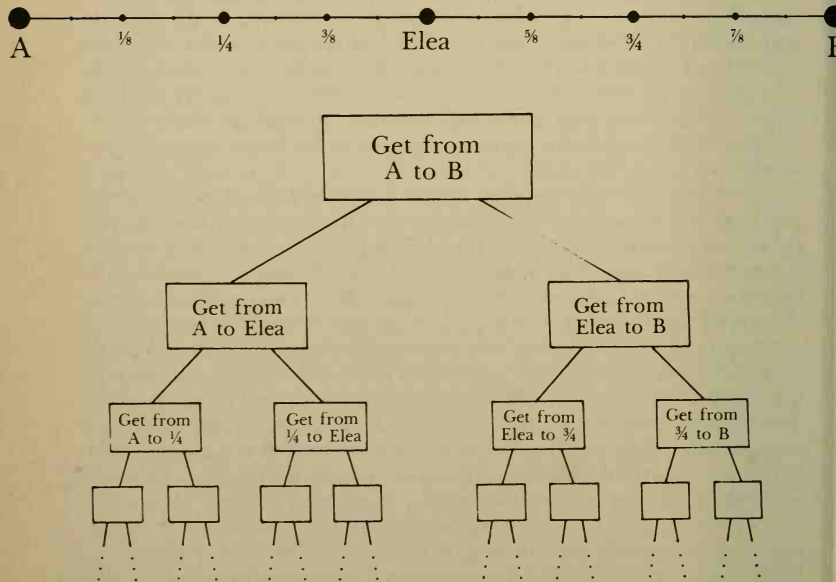 A ⅛ ¼ ⅜ Elea ⅝ ¾ ⅞ B
Get from
A to B
Get from
A to Elea
Get from
Elea to B
Get from
A to ¼
Get from
¼ to Elea
Get from
Elea to ¾
Get from
¾ to B